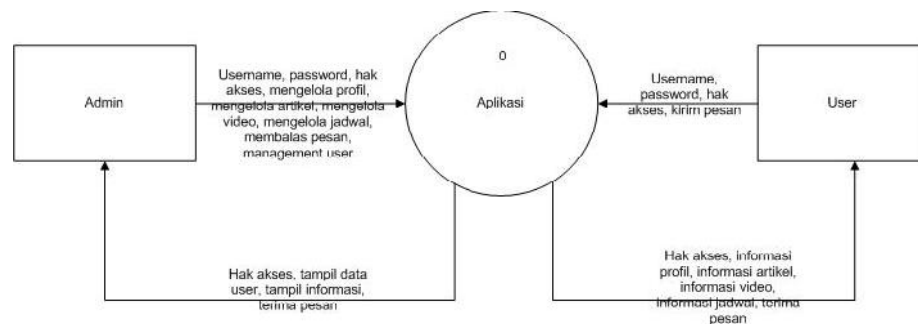 0
Admin
Username, password, hak
akses, mengelola profil,
mengelola artikel, mengelola
video, mengelola jadwal,
membalas pesan,
management user
Aplikasi
Username,
password, hak
akses, kirim pesan
User
Hak akses, tampil data
user, tampil informasi,
terima pesan
Hak akses, informasi
profil, informasi artikel,
informasi video,
informasi jadwal, terima
pesan